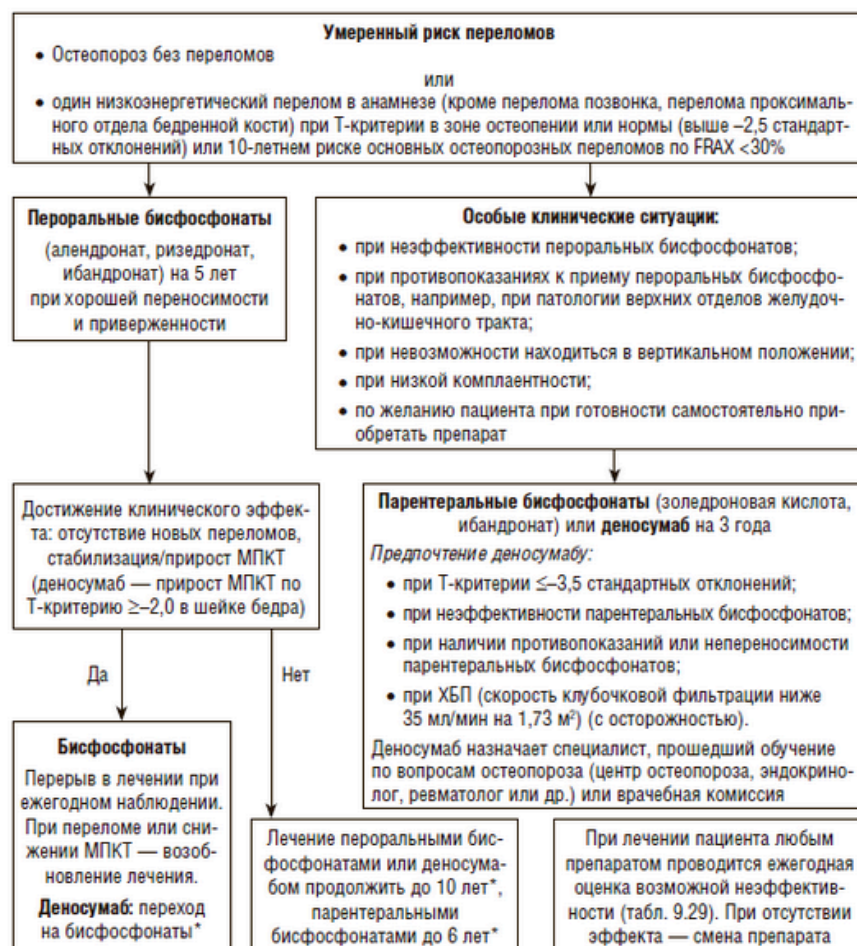 Умеренный риск переломов
• Остеопороз без переломов
или
• один низкоэнергетический перелом в анамнезе (кроме перелома позвонка, перелома проксималь-
ного отдела бедренной кости) при Т-критерии в зоне остеопении или нормы (выше –2,5 стандарт-
ных отклонений) или 10-летнем риске основных остеопорозных переломов по FRAX <30%
Пероральные бисфосфонаты
(алендронат, ризедронат,
ибандронат) на 5 лет
при хорошей переносимости
и приверженности
Особые клинические ситуации:
• при неэффективности пероральных бисфосфонатов;
• при противопоказаниях к приему пероральных бисфосфо-
натов, например, при патологии верхних отделов желудоч-
но-кишечного тракта;
• при невозможности находиться в вертикальном положении;
• при низкой комплаентности;
• по желанию пациента при готовности самостоятельно при-
обретать препарат
Достижение клинического эффек-
та: отсутствие новых переломов,
стабилизация/прирост МПКТ
(деносумаб — прирост МПКТ по
Т-критерию ≥–2,0 в шейке бедра)
Парентеральные бисфосфонаты (золедроновая кислота,
ибандронат) или деносумаб на 3 года
Предпочтение деносумабу:
• при Т-критерии ≤–3,5 стандартных отклонений;
• при неэффективности парентеральных бисфосфонатов;
• при наличии противопоказаний или непереносимости
парентеральных бисфосфонатов;
• при ХБП (скорость клубочковой фильтрации ниже
35 мл/мин на 1,73 м²) (с осторожностью).
Деносумаб назначает специалист, прошедший обучение
по вопросам остеопороза (центр остеопороза, эндокрино-
лог, ревматолог или др.) или врачебная комиссия
Да
Нет
Бисфосфонаты
Перерыв в лечении при
ежегодном наблюдении.
При переломе или сни-
жении МПКТ — возоб-
новление лечения.
Деносумаб: переход
на бисфосфонаты*
Лечение пероральными бис-
фосфонатами или деносума-
бом продолжить до 10 лет*,
парентеральными
бисфосфонатами до 6 лет*
При лечении пациента любым
препаратом проводится ежегодная
оценка возможной неэффектив-
ности (табл. 9.29). При отсутствии
эффекта — смена препарата